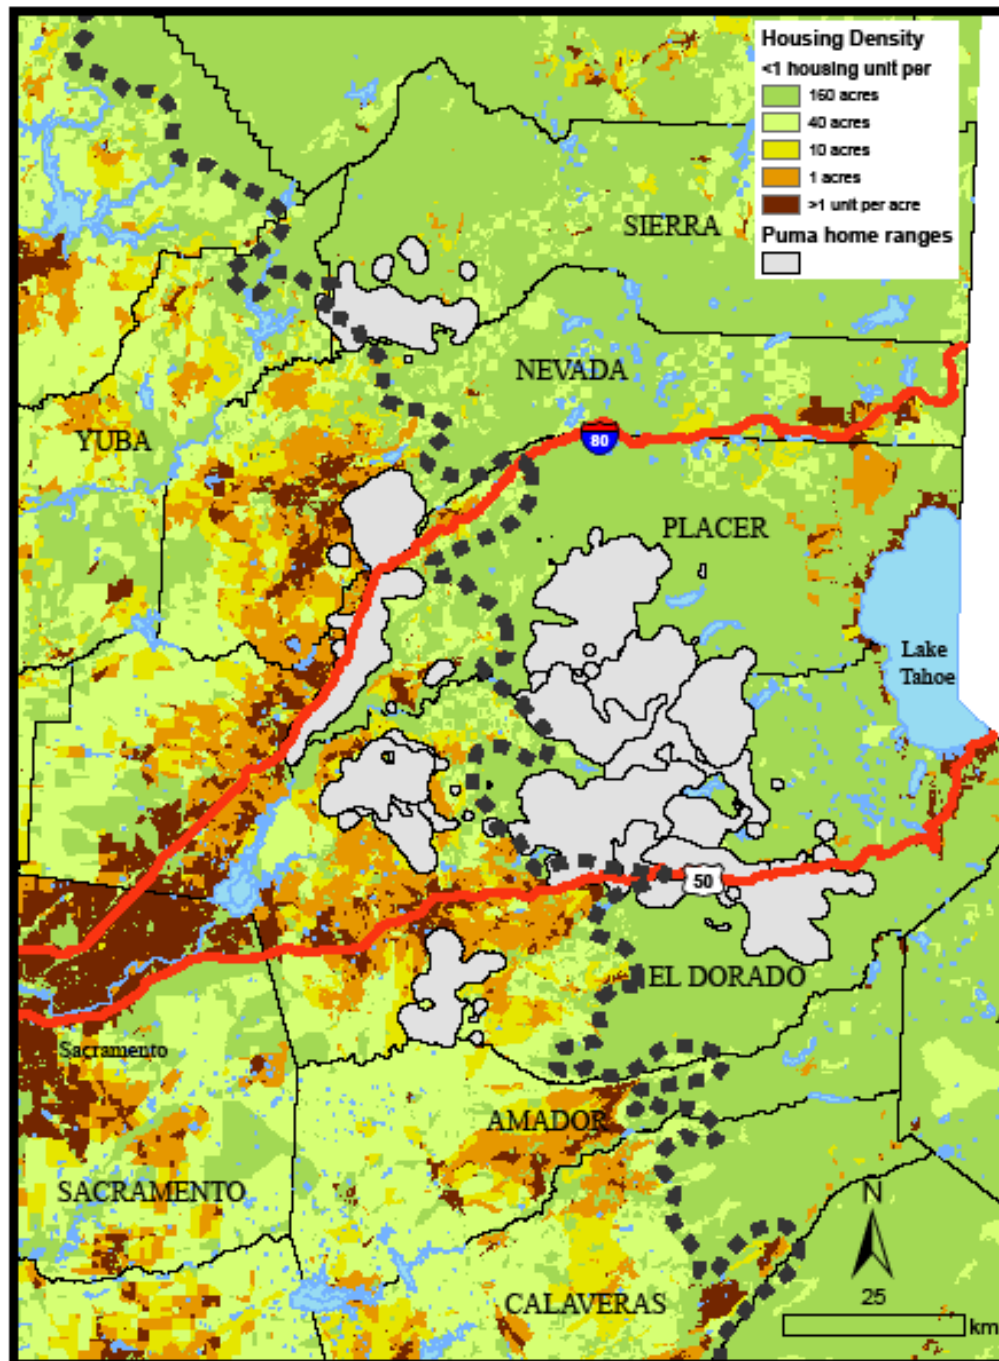 Housing Density
<1 housing unit per
160 acres
40 acres
10 acres
1 acres
>1 unit per acre
Puma home ranges
SIERRA
NEVADA
YUBA
80
PLACER
Lake
Tahoe
50
EL DORADO
Sacramento
AMADOR
SACRAMENTO
N
25
km
CALAVERAS